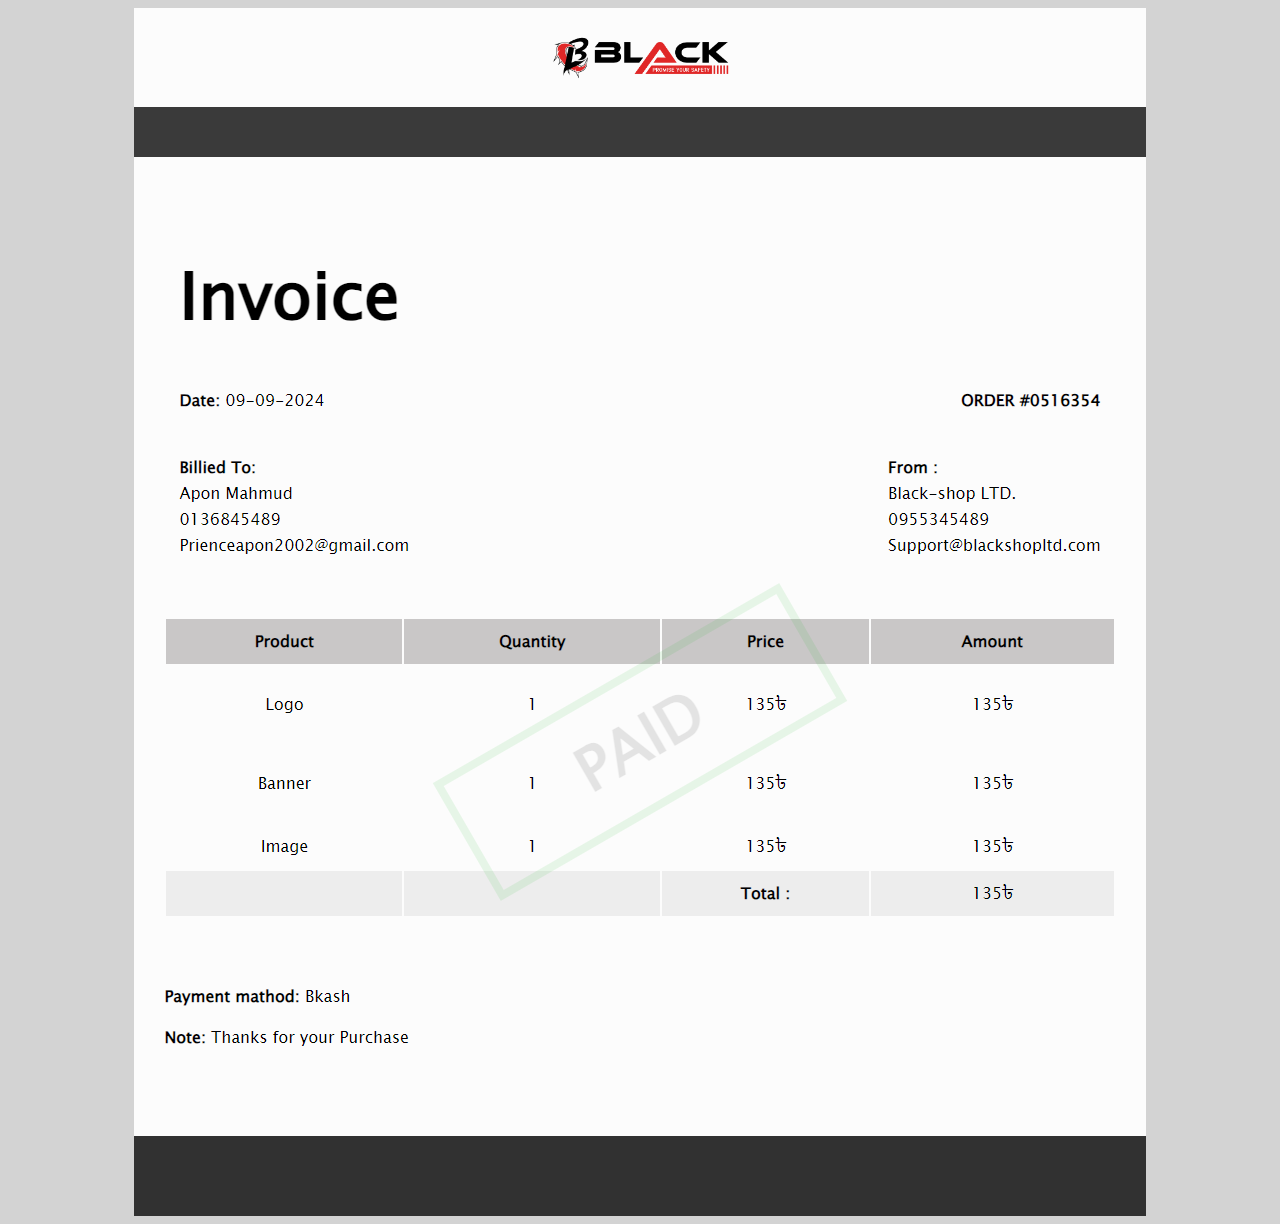 BLACK
PROMISE YOUR SAFETY
Invoice
Date: 09-09-2024
ORDER #0516354
Billied To:
Apon Mahmud
0136845489
Prienceapon2002@gmail.com
From :
Black-shop LTD.
0955345489
Support@blackshopltd.com
Product Quantity Price Amount
Logo 1 135৳ 135৳
Banner 1 135৳ 135৳
Image 1 135৳ 135৳
Total : 135৳
PAID
Payment mathod: Bkash
Note: Thanks for your Purchase